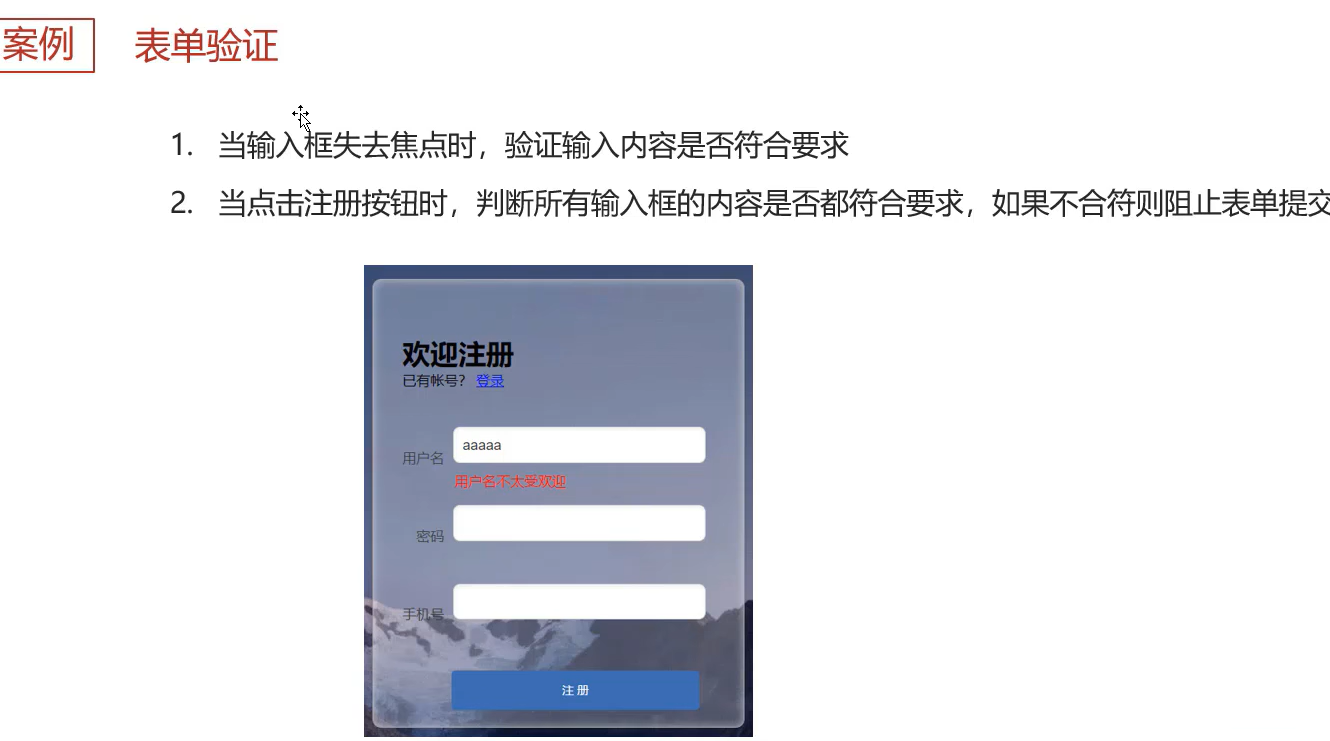 案例
表单验证
1. 当输入框失去焦点时，验证输入内容是否符合要求
2. 当点击注册按钮时，判断所有输入框的内容是否都符合要求，如果不合符则阻止表单提交
欢迎注册
已有帐号？ 登录
用户名
aaaaa
用户名不太受欢迎
密码
手机号
注 册